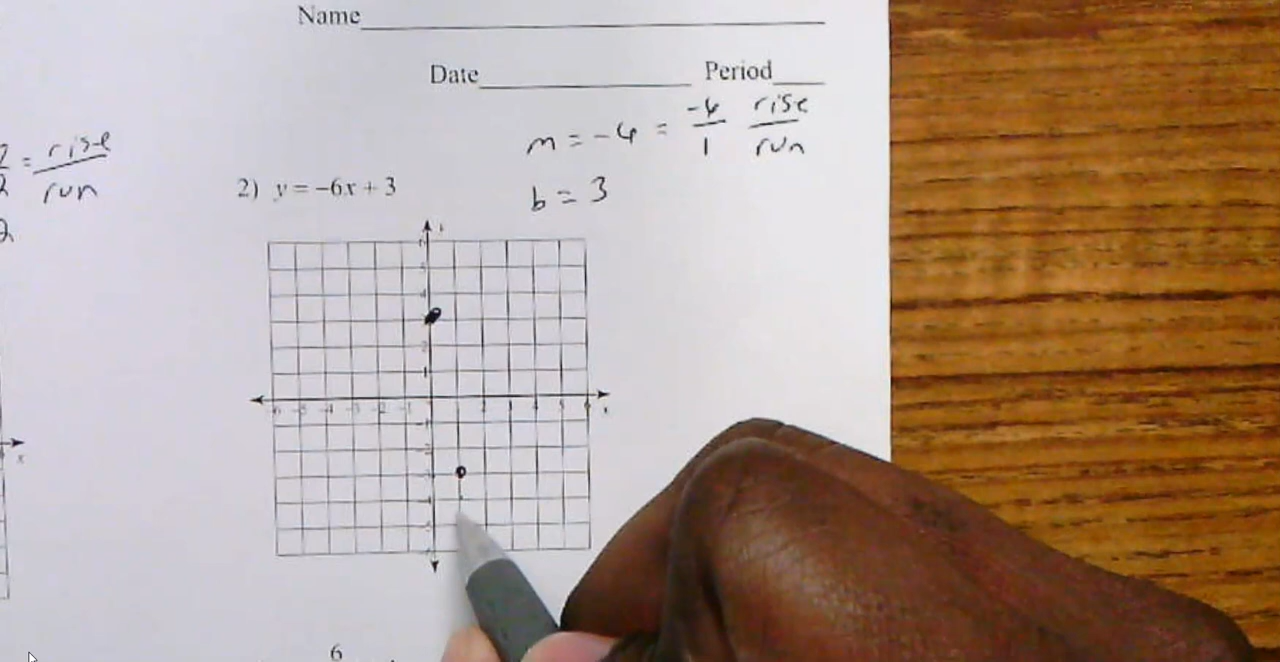 Name
Date Period
m = -6 = -6/1 rise/run
= rise/run
2) y = -6x + 3
b = 3
6